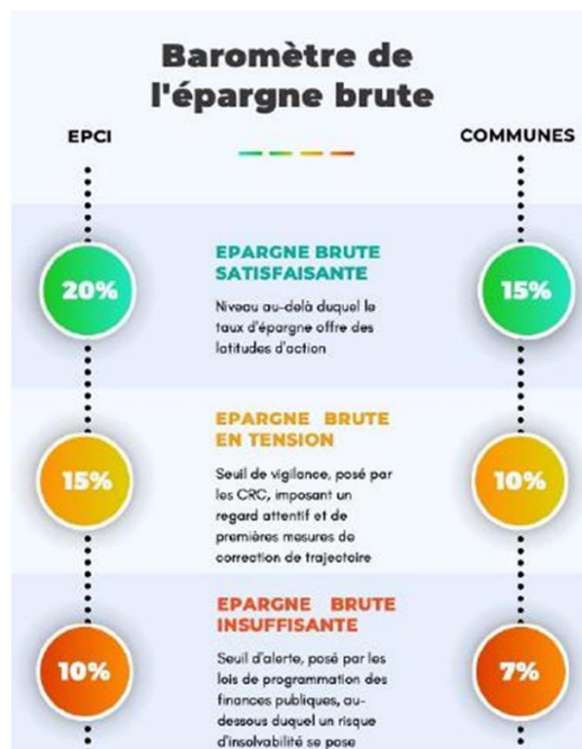 Baromètre de
l'épargne brute
EPCI
COMMUNES
EPARGNE BRUTE
SATISFAISANTE
20%
15%
Niveau au-delà duquel le
taux d'épargne offre des
latitudes d'action
EPARGNE BRUTE
EN TENSION
15%
10%
Seuil de vigilance, posé par
les CRC, imposant un
regard attentif et de
premières mesures de
correction de trajectoire
EPARGNE BRUTE
INSUFFISANTE
10%
7%
Seuil d'alerte, posé par les
lois de programmation des
finances publiques, au-
dessous duquel un risque
d'insolvabilité se pose